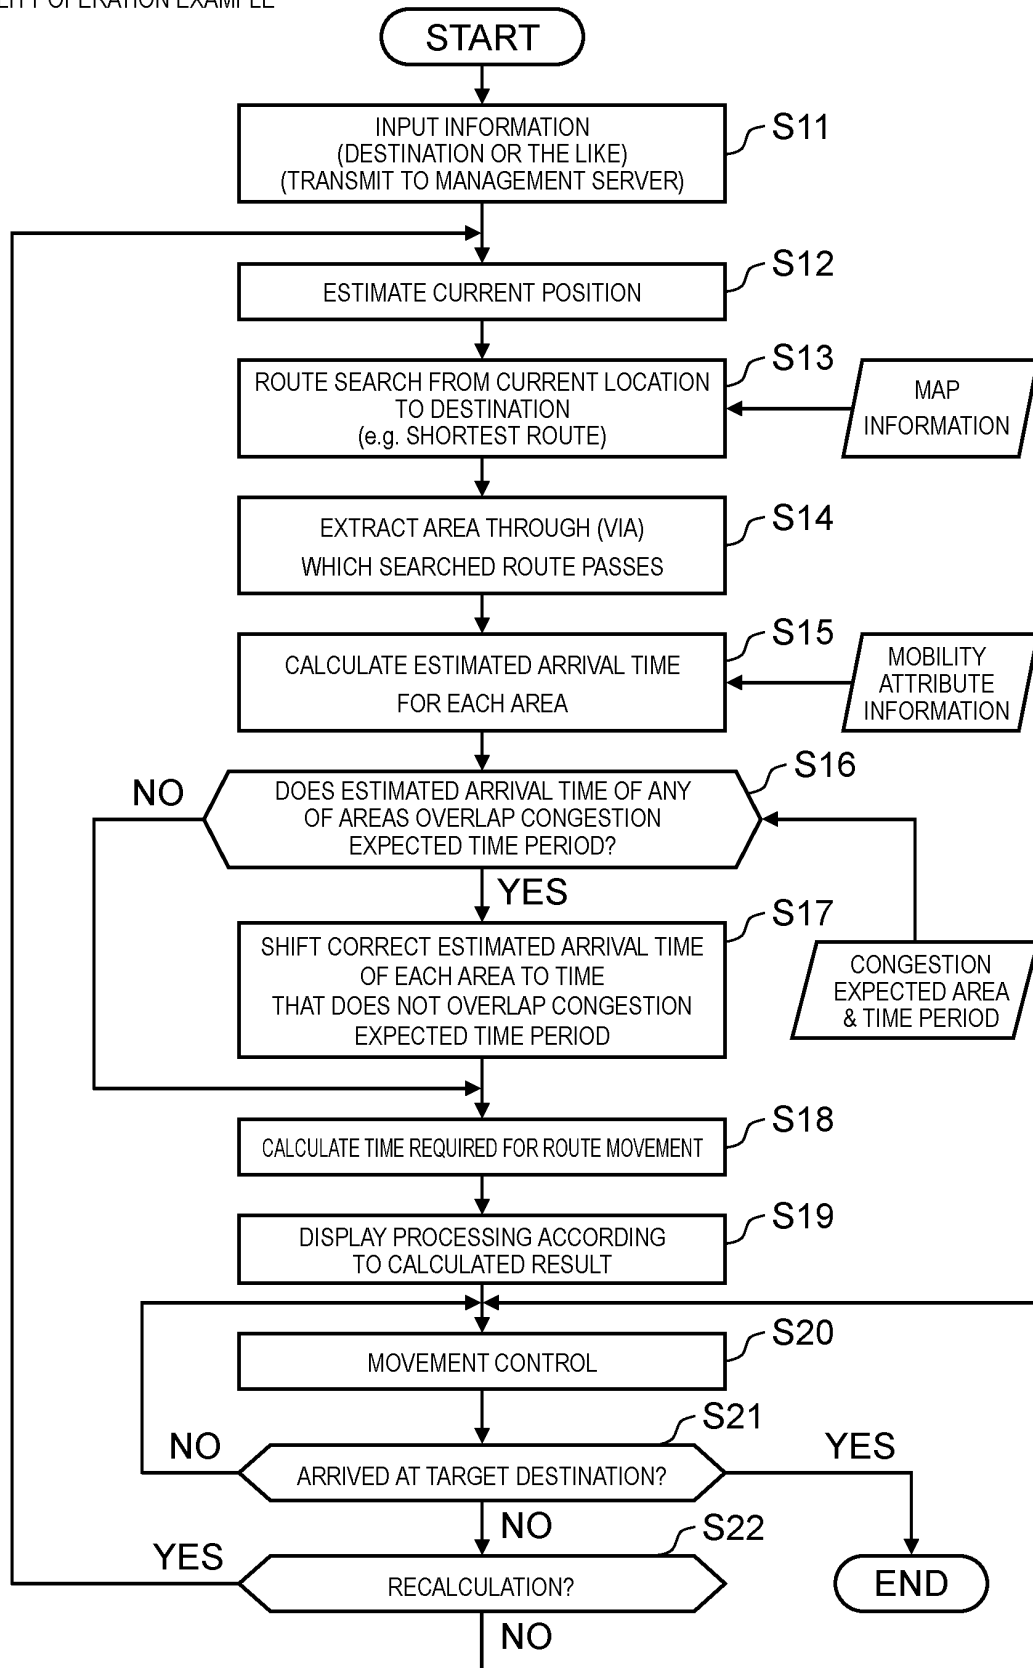 OPERATION EXAMPLE
START
INPUT INFORMATION
(DESTINATION OR THE LIKE)
(TRANSMIT TO MANAGEMENT SERVER)
S11
ESTIMATE CURRENT POSITION
S12
ROUTE SEARCH FROM CURRENT LOCATION
TO DESTINATION
(e.g. SHORTEST ROUTE)
S13
MAP
INFORMATION
EXTRACT AREA THROUGH (VIA)
WHICH SEARCHED ROUTE PASSES
S14
CALCULATE ESTIMATED ARRIVAL TIME
FOR EACH AREA
S15
MOBILITY
ATTRIBUTE
INFORMATION
DOES ESTIMATED ARRIVAL TIME OF ANY
OF AREAS OVERLAP CONGESTION
EXPECTED TIME PERIOD?
S16
NO
YES
SHIFT CORRECT ESTIMATED ARRIVAL TIME
OF EACH AREA TO TIME
THAT DOES NOT OVERLAP CONGESTION
EXPECTED TIME PERIOD
S17
CONGESTION
EXPECTED AREA
& TIME PERIOD
CALCULATE TIME REQUIRED FOR ROUTE MOVEMENT
S18
DISPLAY PROCESSING ACCORDING
TO CALCULATED RESULT
S19
MOVEMENT CONTROL
S20
ARRIVED AT TARGET DESTINATION?
S21
NO
YES
NO
RECALCULATION?
S22
YES
END
NO